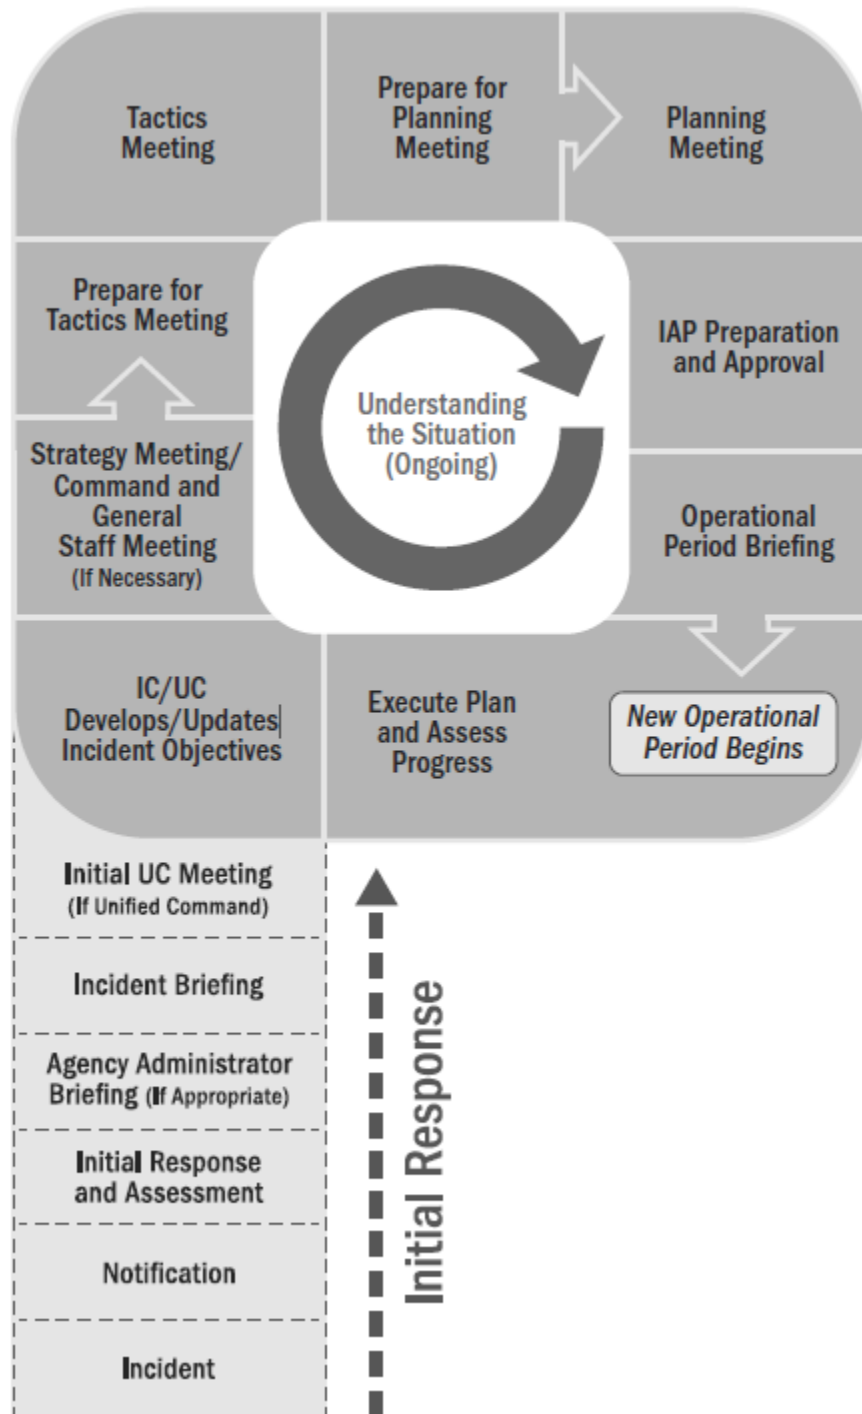 Tactics
Meeting
Prepare for
Planning
Meeting
Planning
Meeting
Prepare for
Tactics Meeting
Understanding
the Situation
(Ongoing)
IAP Preparation
and Approval
Strategy Meeting/
Command and
General
Staff Meeting
(If Necessary)
Operational
Period Briefing
IC/UC
Develops/Updates
Incident Objectives
Execute Plan
and Assess
Progress
New Operational
Period Begins
Initial UC Meeting
(If Unified Command)
Incident Briefing
Agency Administrator
Briefing (If Appropriate)
Initial Response
and Assessment
Notification
Incident
Initial Response